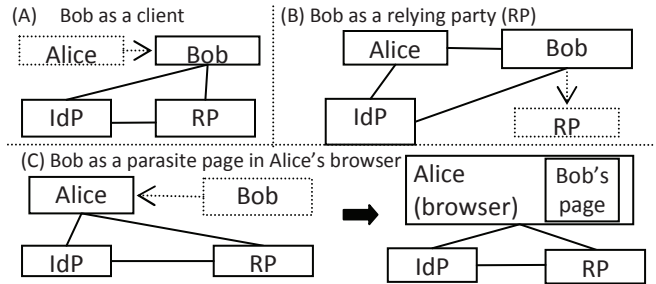 (A) Bob as a client
Alice
Bob
IdP
RP
(B) Bob as a relying party (RP)
Alice
Bob
IdP
RP
(C) Bob as a parasite page in Alice's browser
Alice
Bob
IdP
RP
Alice
(browser)
Bob's
page
IdP
RP